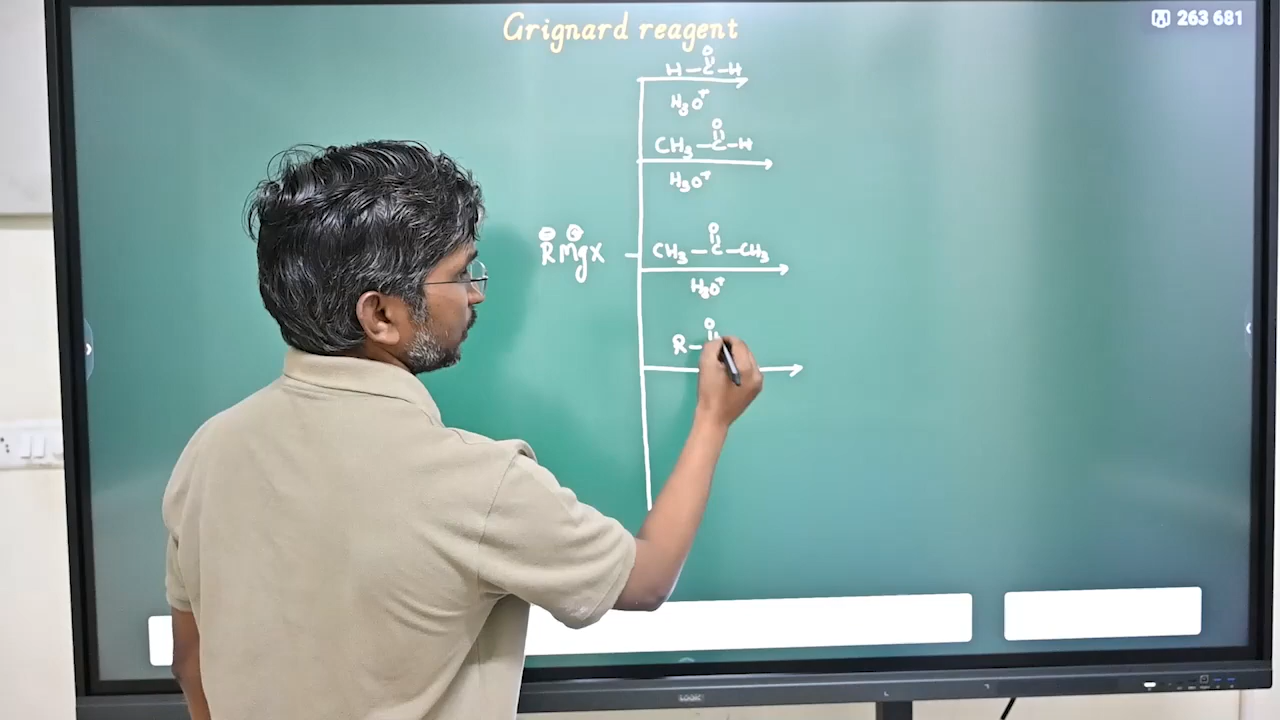 Grignard reagent
263 681
O
H–C–H
H₃O⁺
O
CH₃–C–H
H₃O⁺
⊖ ⊕
RMgx
O
CH₃–C–CH₃
H₃O⁺
O
R–
LOGIC